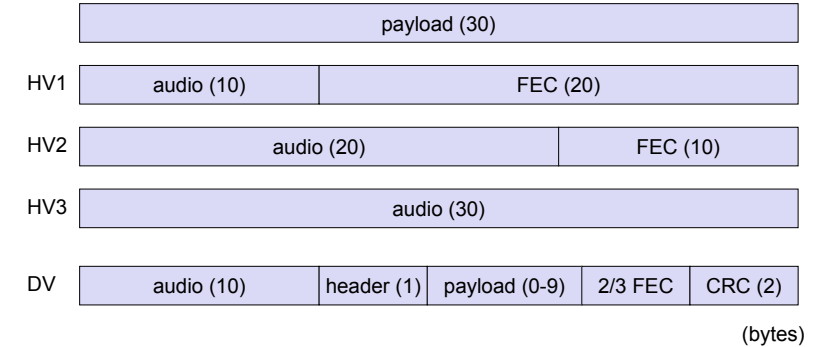 payload (30)
HV1 audio (10) FEC (20)
HV2 audio (20) FEC (10)
HV3 audio (30)
DV audio (10) header (1) payload (0-9) 2/3 FEC CRC (2)
(bytes)